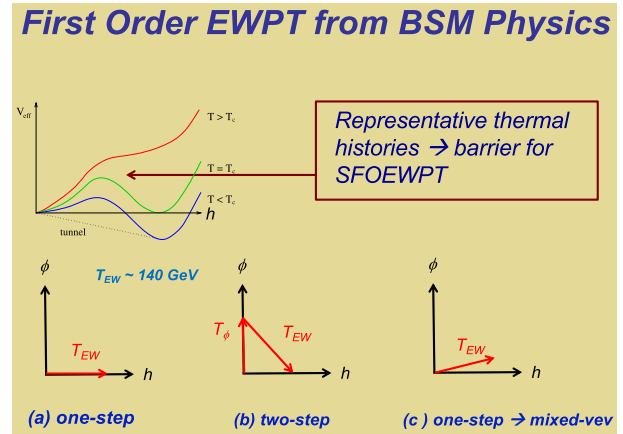 First Order EWPT from BSM Physics
V_eff
T > T_c
T = T_c
T < T_c
h
tunnel
Representative thermal
histories → barrier for
SFOEWPT
T_EW ~ 140 GeV
ϕ
T_EW
h
(a) one-step
ϕ
T_ϕ
T_EW
h
(b) two-step
ϕ
T_EW
h
(c ) one-step → mixed-vev